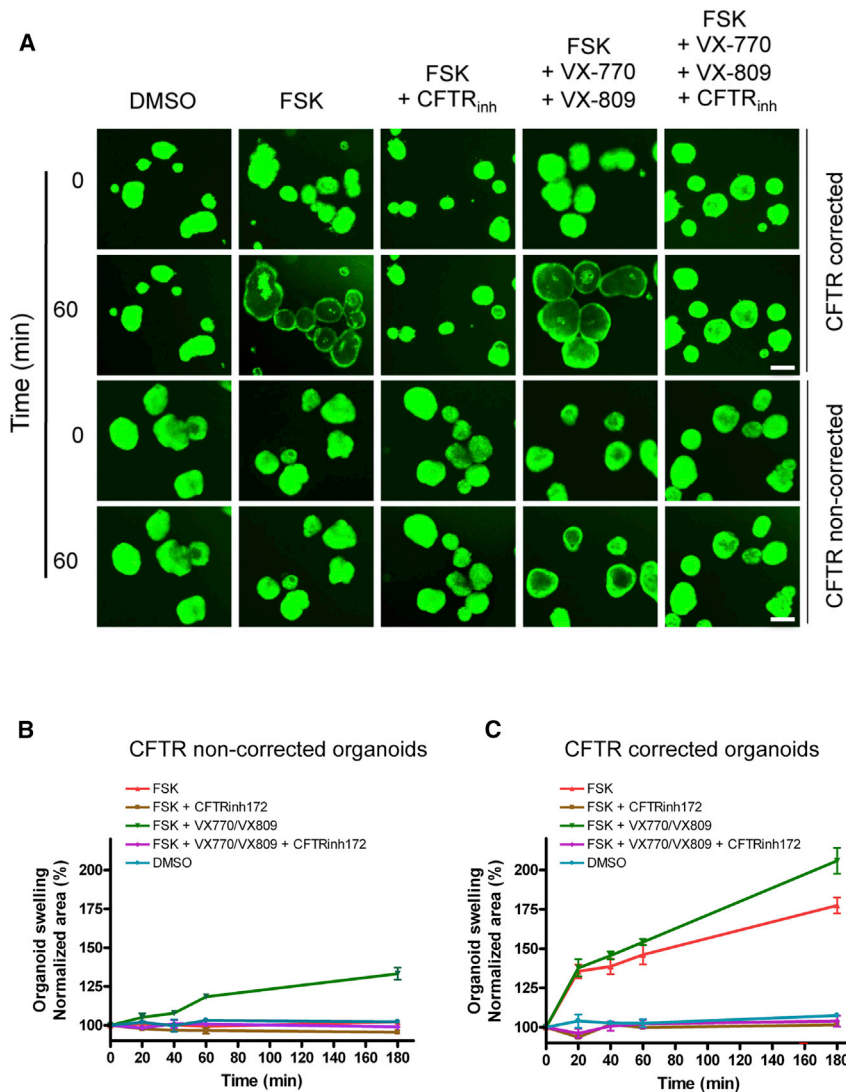 A
DMSO
FSK
FSK
+ CFTRinh
FSK
+ VX-770
+ VX-809
FSK
+ VX-770
+ VX-809
+ CFTRinh
Time (min)
0
60
0
60
CFTR corrected
CFTR non-corrected
B
CFTR non-corrected organoids
FSK
FSK + CFTRinh172
FSK + VX770/VX809
FSK + VX770/VX809 + CFTRinh172
DMSO
Organoid swelling
Normalized area (%)
200
175
150
125
100
0 20 40 60 80 100 120 140 160 180
Time (min)
C
CFTR corrected organoids
FSK
FSK + CFTRinh172
FSK + VX770/VX809
FSK + VX770/VX809 + CFTRinh172
DMSO
Organoid swelling
Normalized area (%)
200
175
150
125
100
0 20 40 60 80 100 120 140 160 180
Time (min)